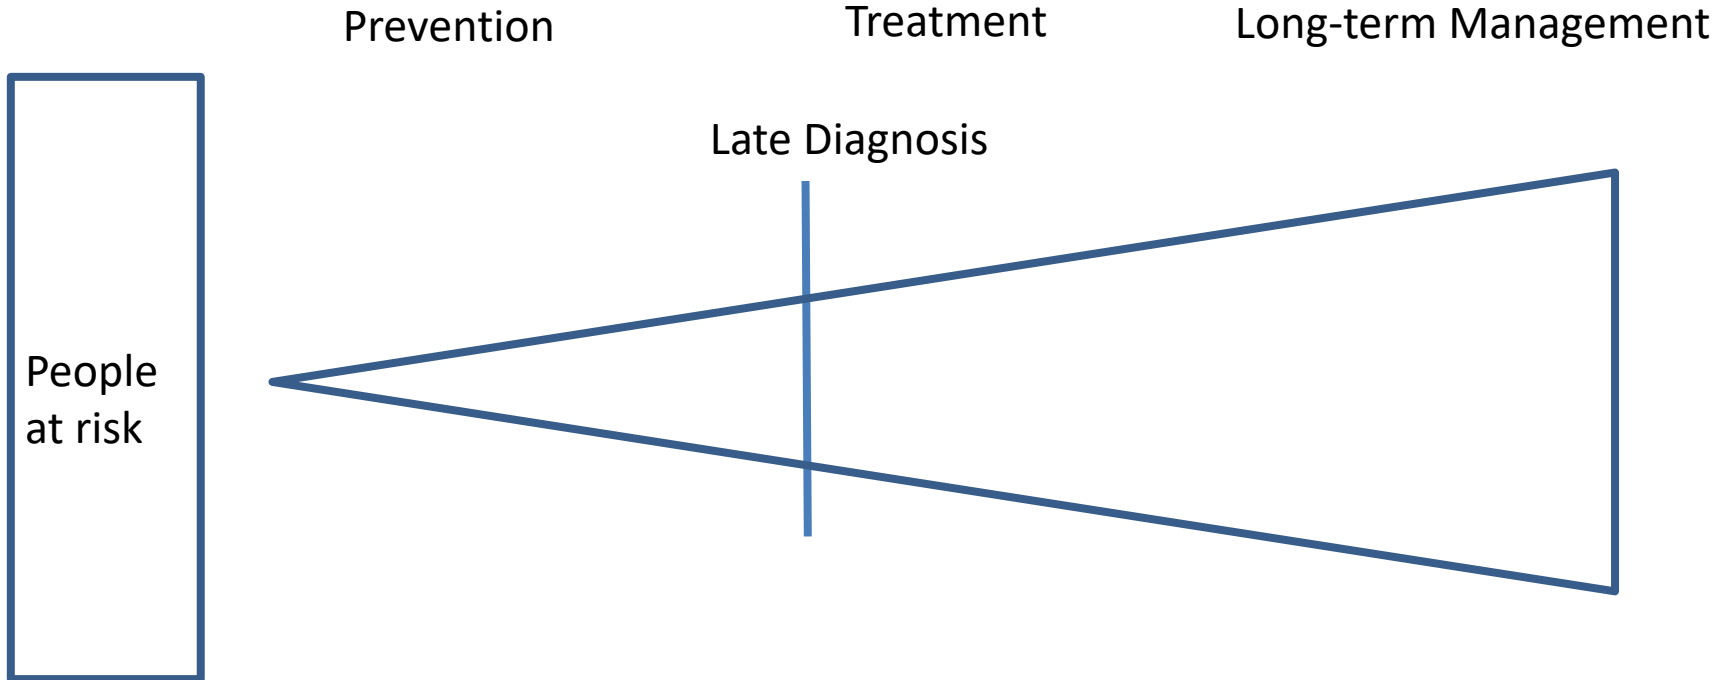 Prevention
Treatment
Long-term Management
Late Diagnosis
People
at risk